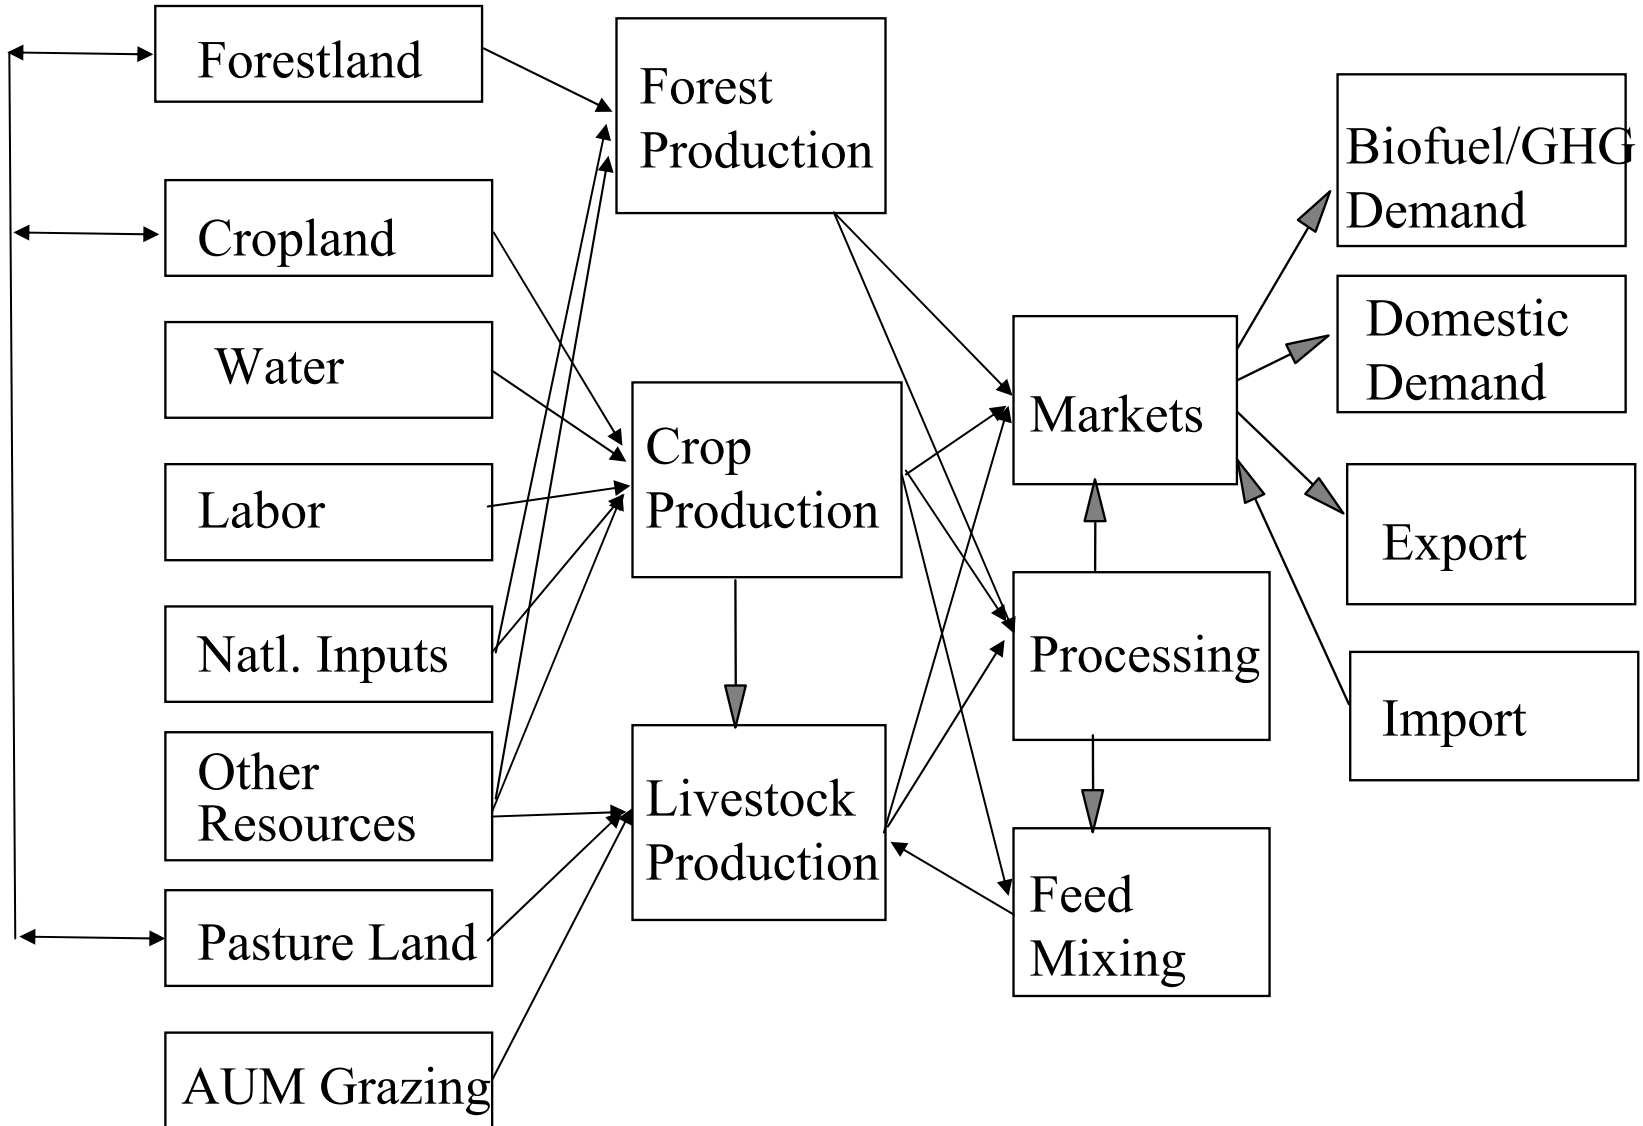 Forestland
Cropland
Water
Labor
Natl. Inputs
Other
Resources
Pasture Land
AUM Grazing
Forest
Production
Crop
Production
Livestock
Production
Markets
Processing
Feed
Mixing
Biofuel/GHG
Demand
Domestic
Demand
Export
Import